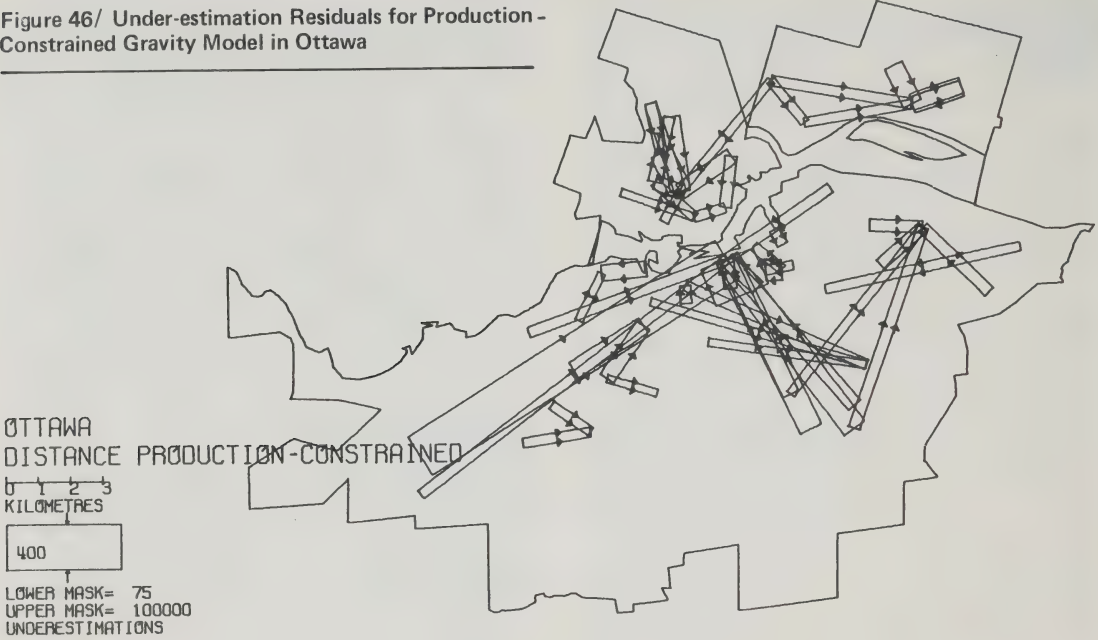 Figure 46/ Under-estimation Residuals for Production-
Constrained Gravity Model in Ottawa
OTTAWA
DISTANCE PRODUCTION-CONSTRAINED
0 1 2 3
KILOMETRES
400
LOWER MASK= 75
UPPER MASK= 100000
UNDERESTIMATIONS